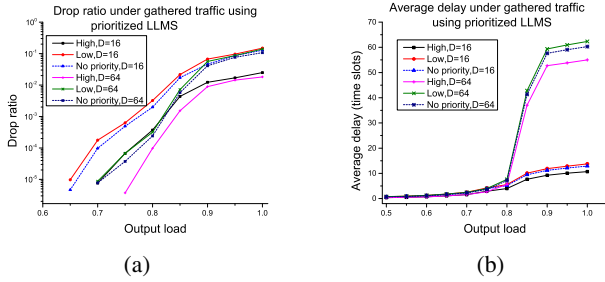 Drop ratio under gathered traffic using
prioritized LLMS
10^0
10^-1
10^-2
10^-3
10^-4
10^-5
High,D=16
Low,D=16
No priority,D=16
High,D=64
Low,D=64
No priority,D=64
Drop ratio
0.6 0.7 0.8 0.9 1.0
Output load
(a)
Average delay under gathered traffic
using prioritized LLMS
70
60
50
40
30
20
10
0
High,D=16
Low,D=16
No priority,D=16
High,D=64
Low,D=64
No priority,D=64
Average delay (time slots)
0.5 0.6 0.7 0.8 0.9 1.0
Output load
(b)